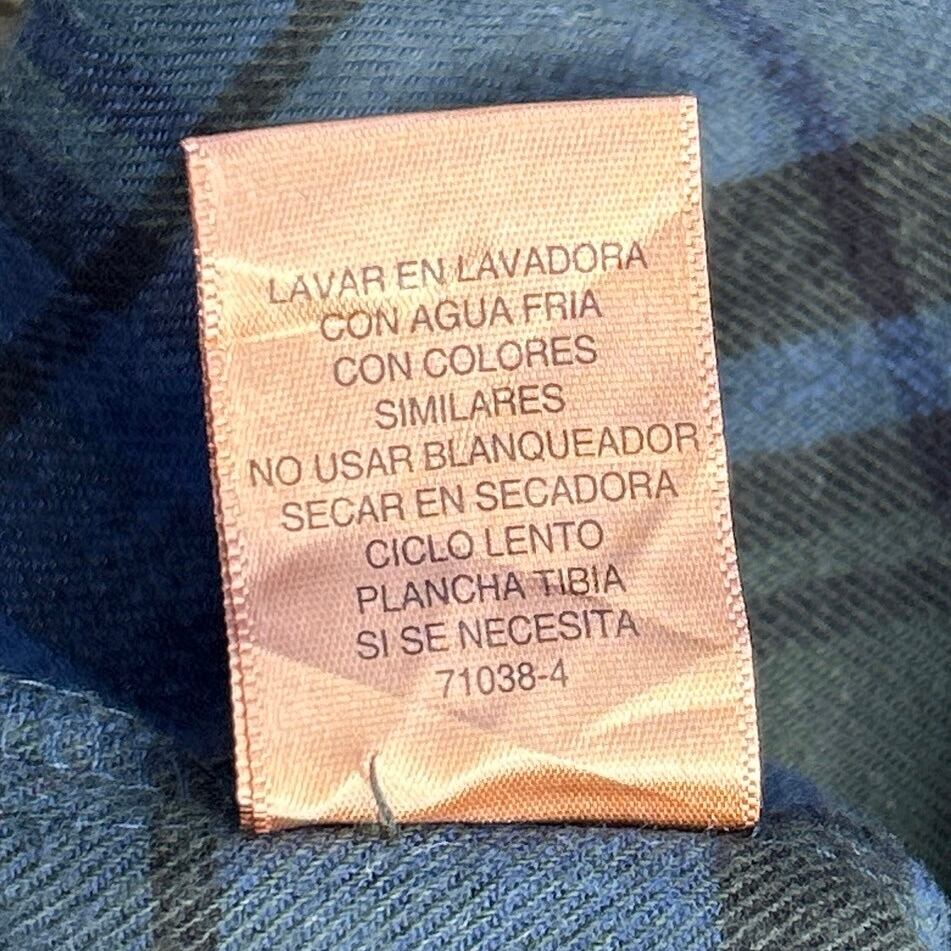 LAVAR EN LAVADORA
CON AGUA FRIA
CON COLORES
SIMILARES
NO USAR BLANQUEADOR
SECAR EN SECADORA
CICLO LENTO
PLANCHA TIBIA
SI SE NECESITA
71038-4